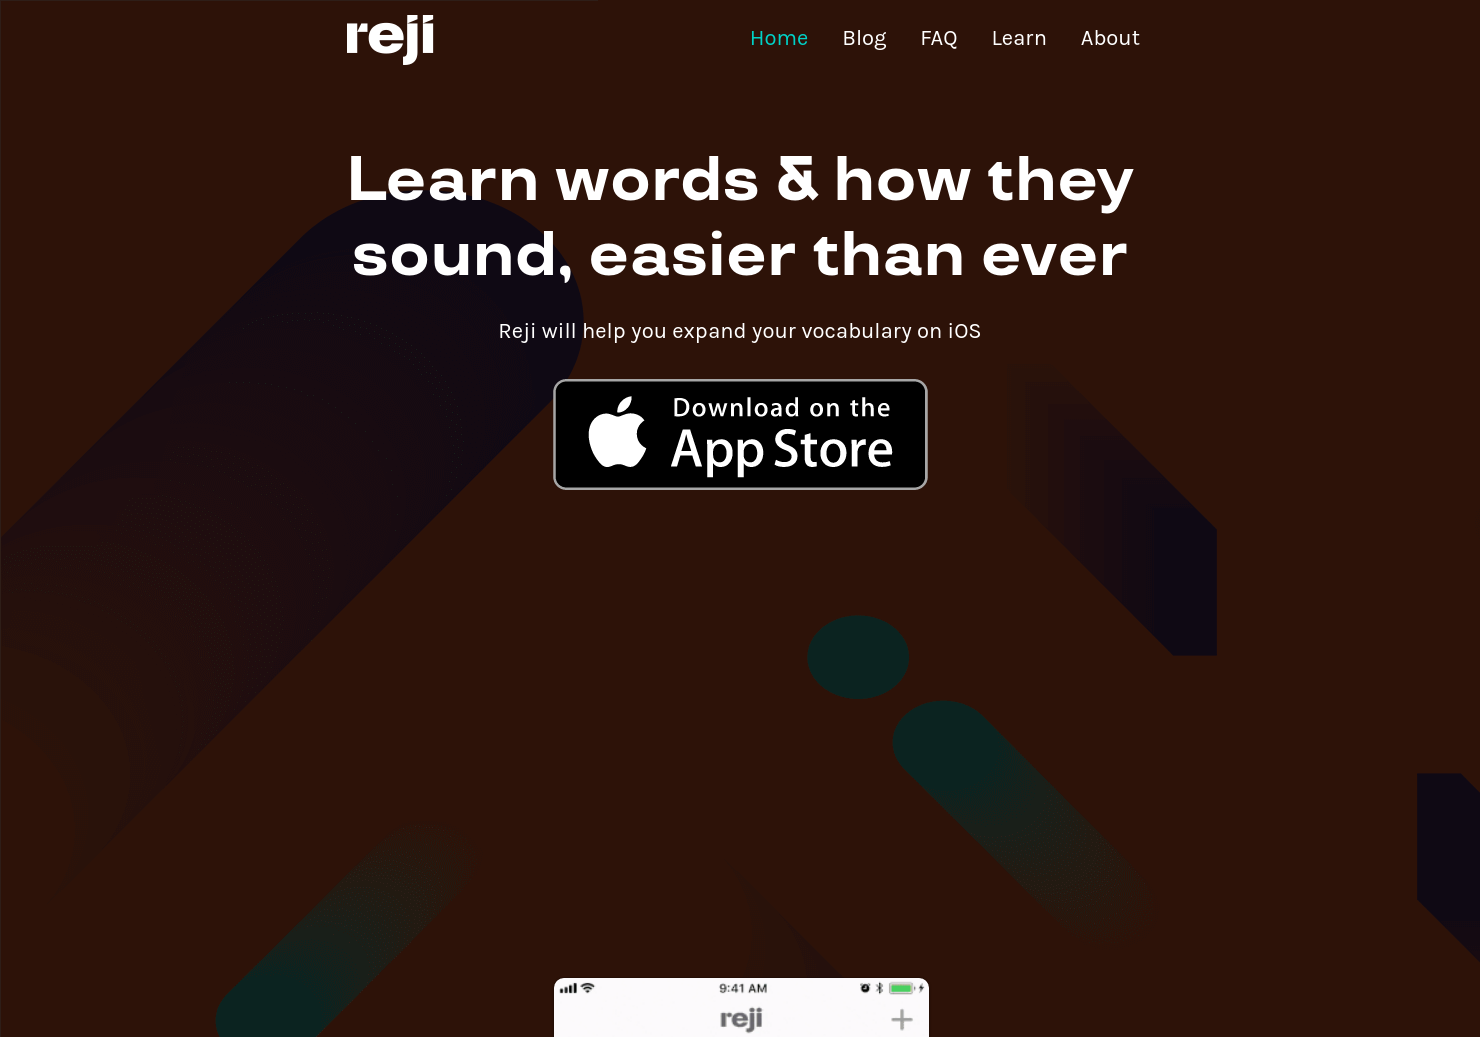 reji
Home Blog FAQ Learn About
Learn words & how they
sound, easier than ever
Reji will help you expand your vocabulary on iOS
Download on the
App Store
9:41 AM
reji